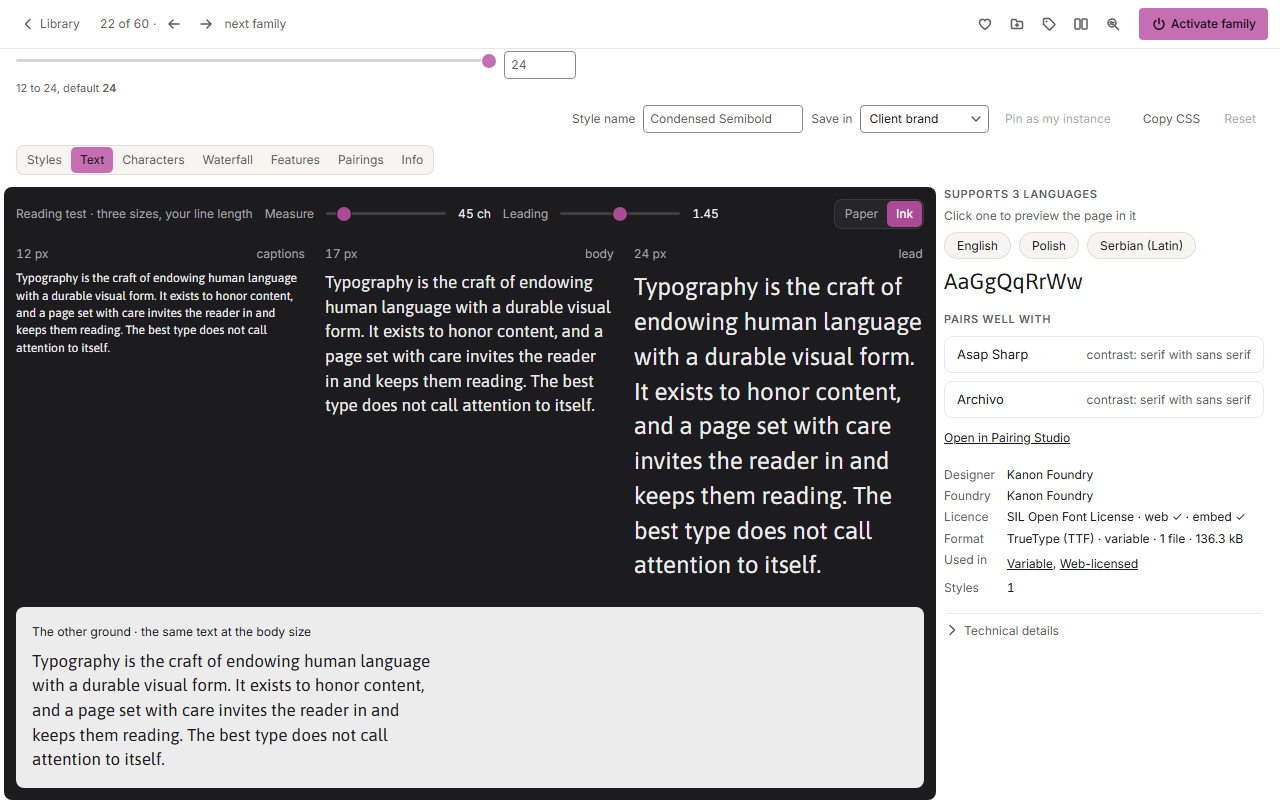 Library 22 of 60 · next family Activate family
24
12 to 24, default 24
Style name Condensed Semibold Save in Client brand Pin as my instance Copy CSS Reset
Styles Text Characters Waterfall Features Pairings Info
Reading test · three sizes, your line length Measure 45 ch Leading 1.45 Paper Ink
12 px captions
Typography is the craft of endowing human language
with a durable visual form. It exists to honor content,
and a page set with care invites the reader in and
keeps them reading. The best type does not call
attention to itself.
17 px body
Typography is the craft of endowing
human language with a durable visual
form. It exists to honor content, and a
page set with care invites the reader
in and keeps them reading. The best
type does not call attention to itself.
24 px lead
Typography is the craft of
endowing human language
with a durable visual form.
It exists to honor content,
and a page set with care
invites the reader in and
keeps them reading. The
best type does not call
attention to itself.
The other ground · the same text at the body size
Typography is the craft of endowing human language
with a durable visual form. It exists to honor content,
and a page set with care invites the reader in and
keeps them reading. The best type does not call
attention to itself.
SUPPORTS 3 LANGUAGES
Click one to preview the page in it
English Polish Serbian (Latin)
AaGgQqRrWw
PAIRS WELL WITH
Asap Sharp contrast: serif with sans serif
Archivo contrast: serif with sans serif
Open in Pairing Studio
Designer Kanon Foundry
Foundry Kanon Foundry
Licence SIL Open Font License · web ✓ · embed ✓
Format TrueType (TTF) · variable · 1 file · 136.3 kB
Used in Variable, Web-licensed
Styles 1
Technical details